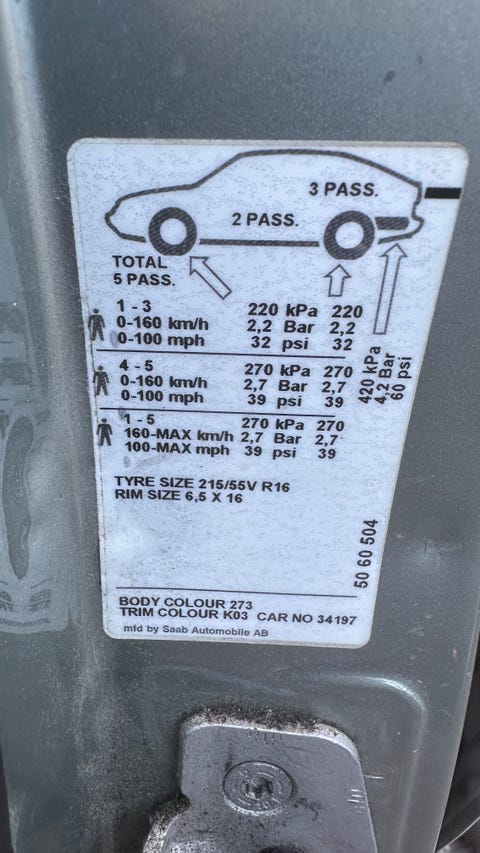 3 PASS.
2 PASS.
TOTAL
5 PASS.
1 - 3 220 kPa 220
0-160 km/h 2,2 Bar 2,2
0-100 mph 32 psi 32
4 - 5 270 kPa 270
0-160 km/h 2,7 Bar 2,7
0-100 mph 39 psi 39
1 - 5 270 kPa 270
160-MAX km/h 2,7 Bar 2,7
100-MAX mph 39 psi 39
420 kPa
4,2 Bar
60 psi
TYRE SIZE 215/55V R16
RIM SIZE 6,5 X 16
50 60 504
BODY COLOUR 273
TRIM COLOUR K03 CAR NO 34197
mfd by Saab Automobile AB